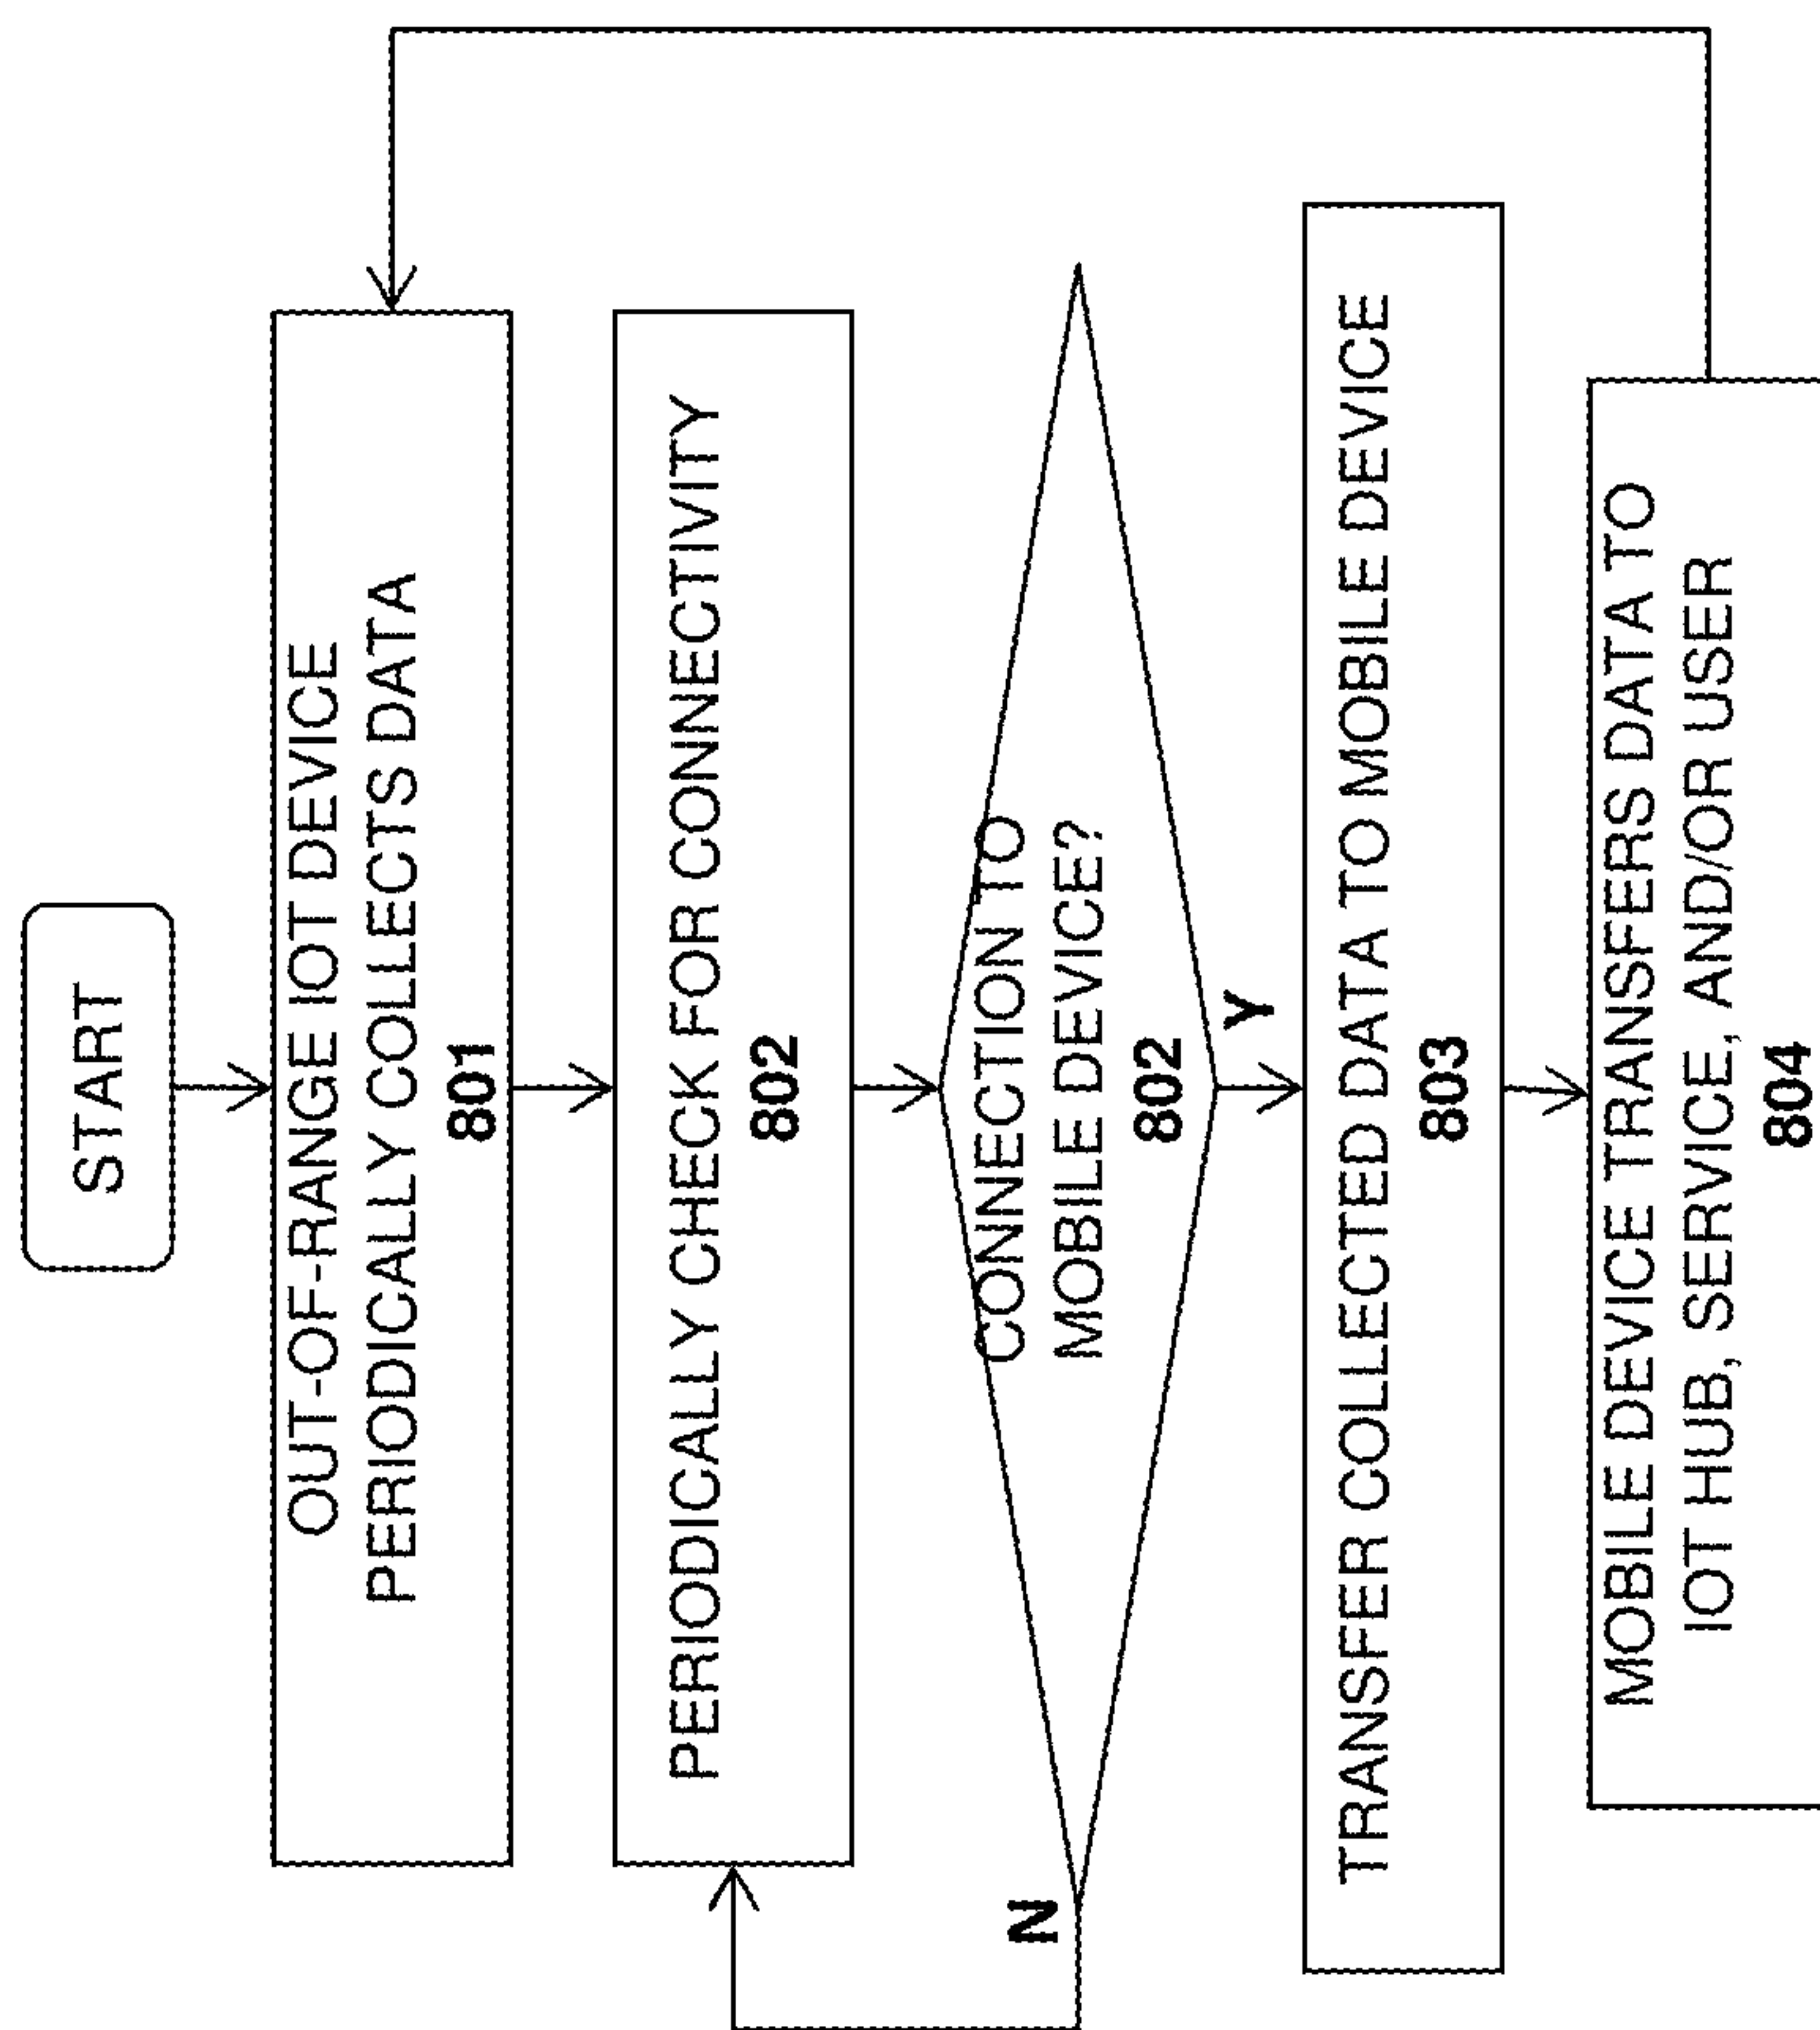 START
OUT-OF-RANGE IOT DEVICE
PERIODICALLY COLLECTS DATA
801
PERIODICALLY CHECK FOR CONNECTIVITY
802
CONNECTION TO
MOBILE DEVICE?
802
N
Y
TRANSFER COLLECTED DATA TO MOBILE DEVICE
803
MOBILE DEVICE TRANSFERS DATA TO
IOT HUB, SERVICE, AND/OR USER
804